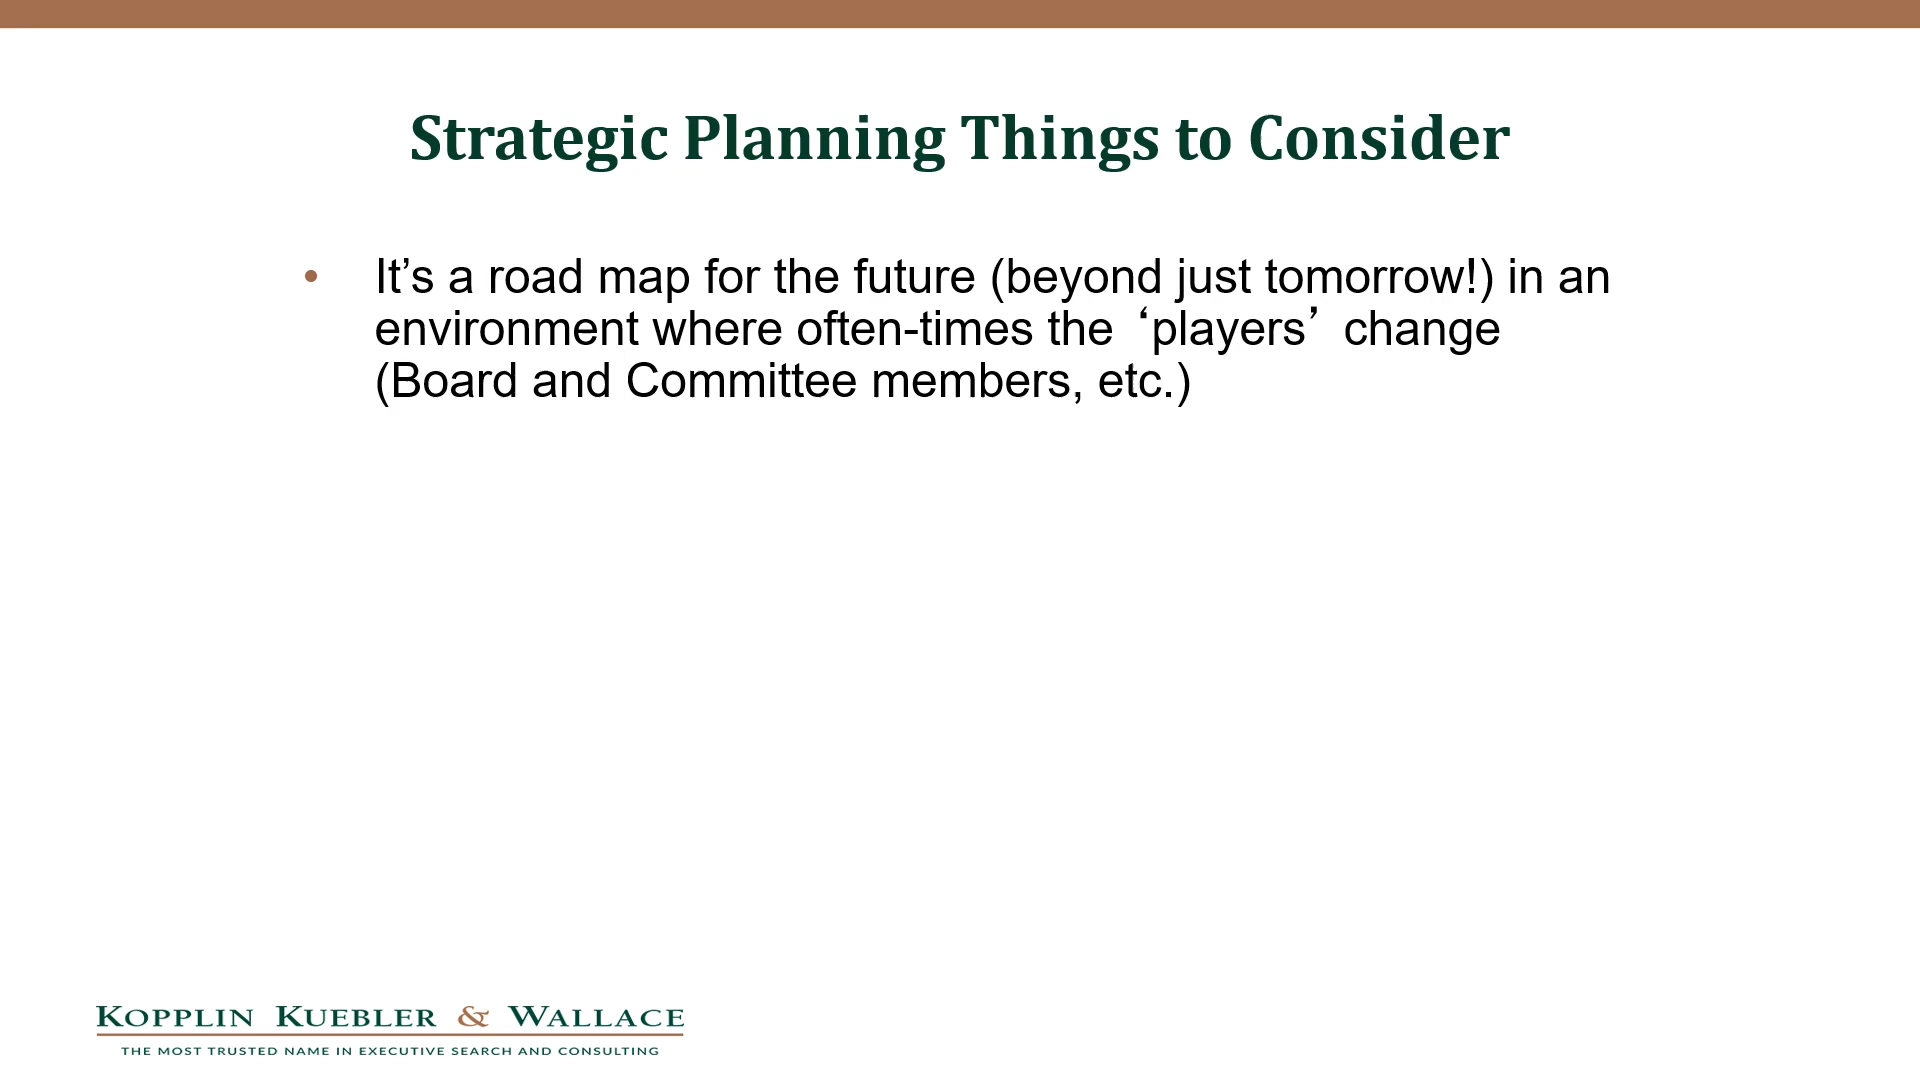 Strategic Planning Things to Consider
• It’s a road map for the future (beyond just tomorrow!) in an
environment where often-times the ‘players’ change
(Board and Committee members, etc.)
KOPPLIN KUEBLER & WALLACE
THE MOST TRUSTED NAME IN EXECUTIVE SEARCH AND CONSULTING